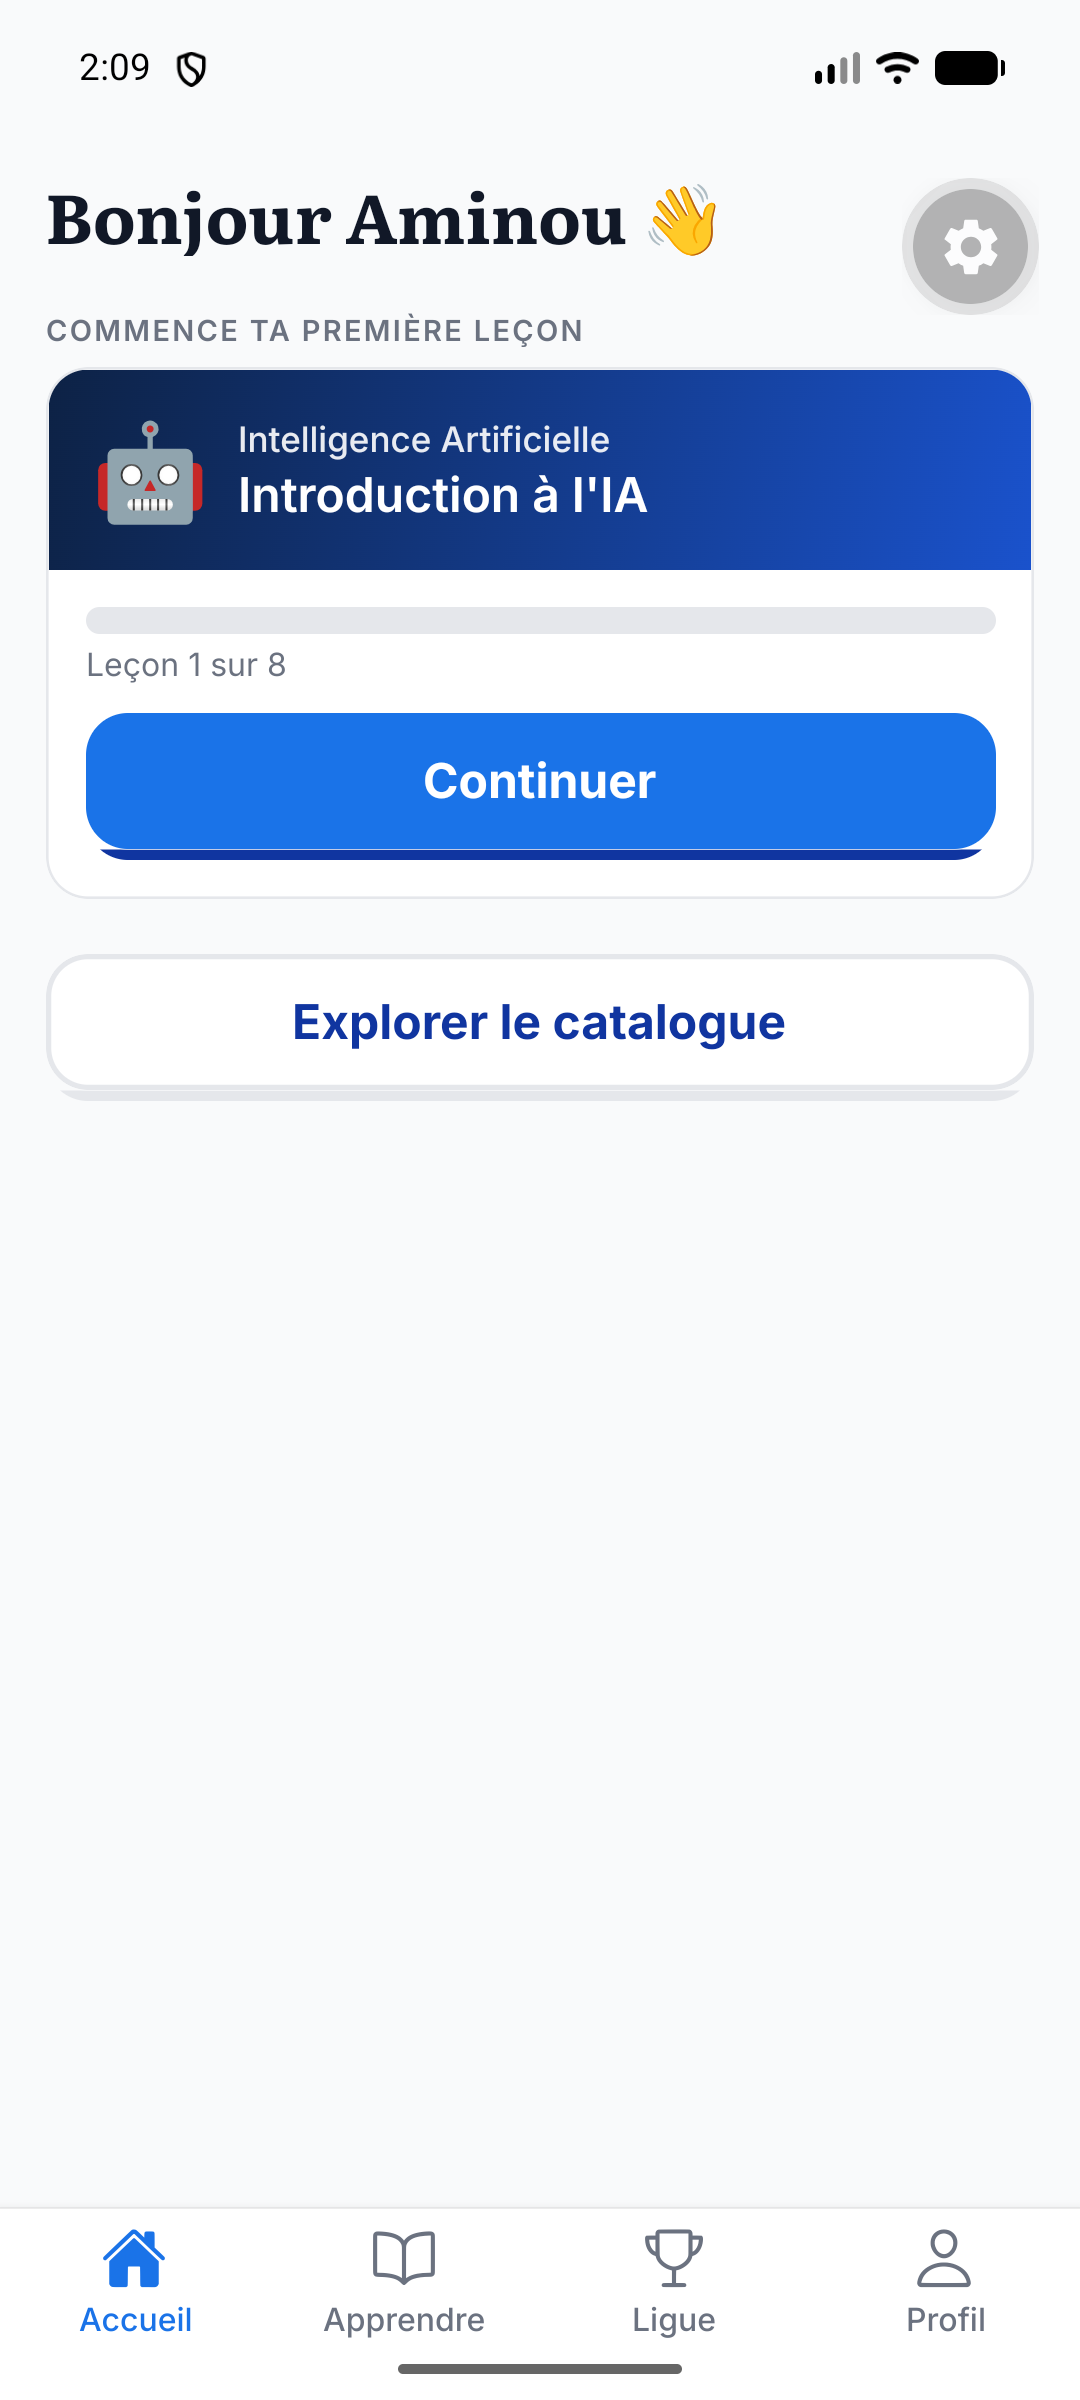 2:09
Bonjour Aminou 👋
COMMENCE TA PREMIÈRE LEÇON
Intelligence Artificielle
Introduction à l'IA
Leçon 1 sur 8
Continuer
Explorer le catalogue
Accueil
Apprendre
Ligue
Profil